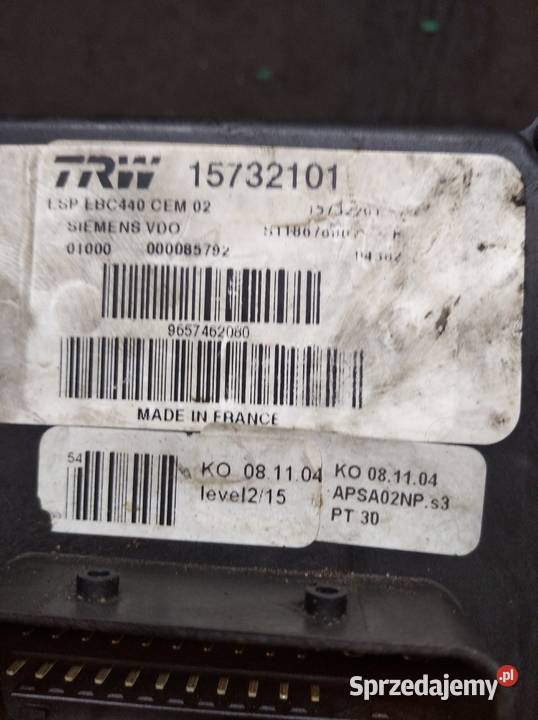 TRW 15732101
ESP EBC440 CEM 02
SIEMENS VDO
01000 000085792
9657462080
MADE IN FRANCE
54
KO 08.11.04
level2/15
KO 08.11.04
APSA02NP.s3
PT 30
Sprzedajemy.pl